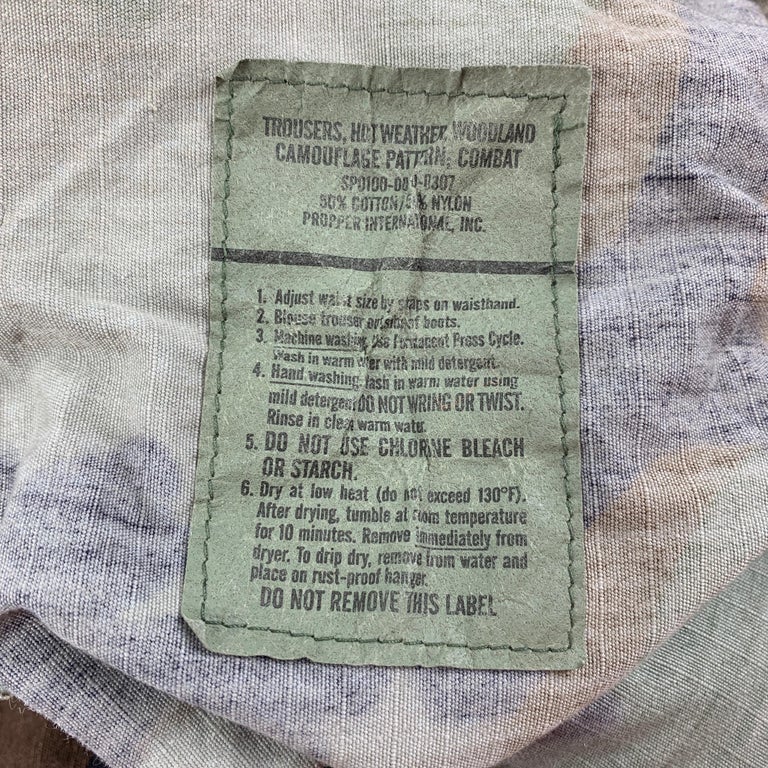 TROUSERS, HOT WEATHER, WOODLAND
CAMOUFLAGE PATTERN, COMBAT
50% COTTON/50% NYLON
PROPPER INTERNATIONAL, INC.
1. Adjust waist size by straps on waistband.
2. Blouse trouser outside of boots.
3. Machine washing Use Permanent Press Cycle.
Wash in warm water with mild detergent.
4. Hand washing, Wash in warm water using
mild detergent DO NOT WRING OR TWIST.
Rinse in clear warm water.
5. DO NOT USE CHLORINE BLEACH
OR STARCH.
6. Dry at low heat (do not exceed 130°F).
After drying, tumble at room temperature
for 10 minutes. Remove immediately from
dryer. To drip dry, remove from water and
place on rust-proof hanger.
DO NOT REMOVE THIS LABEL